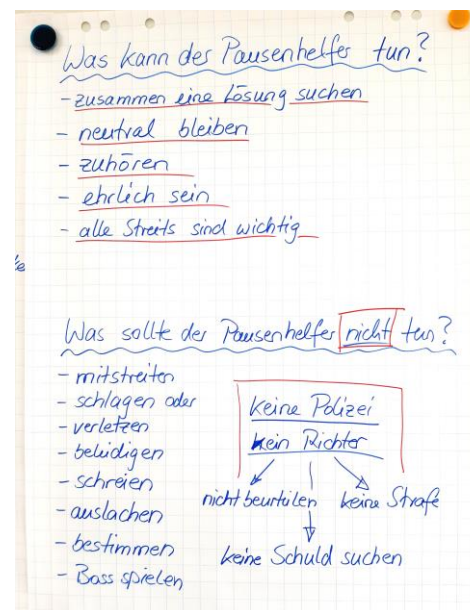 Was kann der Pausenhelfer tun?
- zusammen eine Lösung suchen
- neutral bleiben
- zuhören
- ehrlich sein
- alle Streits sind wichtig
Was sollte der Pausenhelfer nicht tun?
- mitstreiten
- schlagen oder
- verletzen
- beleidigen
- schreien
- auslachen
- bestimmen
- Boss spielen
keine Polizei
kein Richter
nicht beurteilen
keine Strafe
keine Schuld suchen